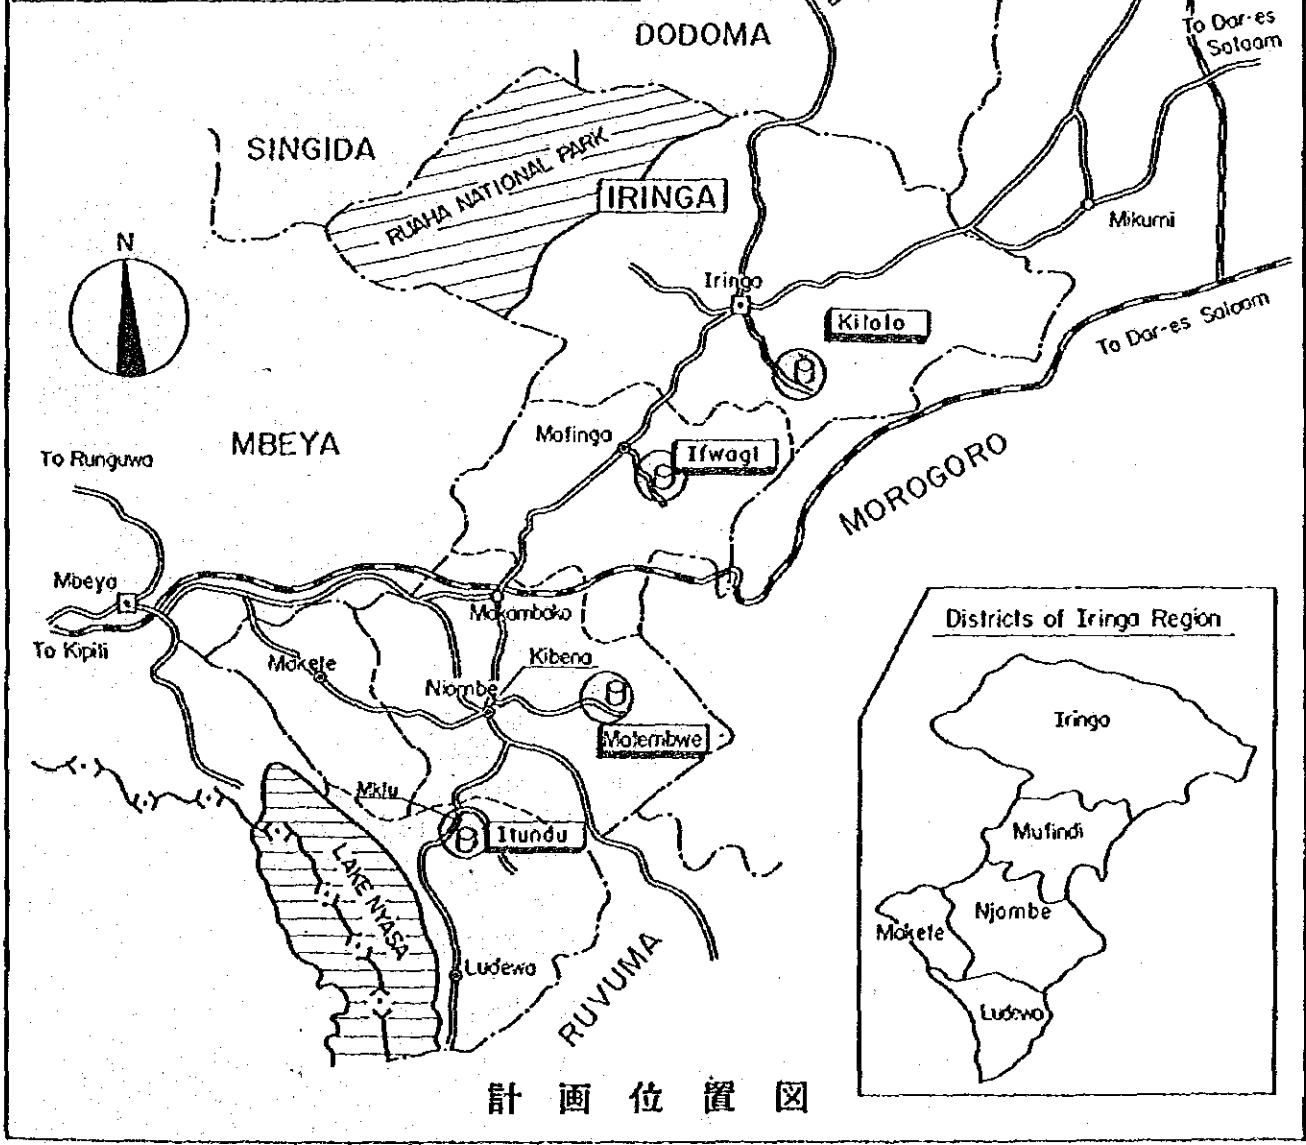 DODOMA
To Dar-es
Salaam
SINGIDA
RUAHA NATIONAL PARK
IRINGA
Mikumi
N
Iringa
Kilolo
To Dar-es Salaam
MBEYA
Mafinga
Ifwagi
To Runguwa
MOROGORO
Mbeya
Makambako
To Kipili
Makete
Kibena
Njombe
Matembwe
Mkiu
Itundu
LAKE NYASA
Ludewa
RUVUMA
Districts of Iringa Region
Iringa
Mufindi
Njombe
Makete
Ludewa
計画位置図